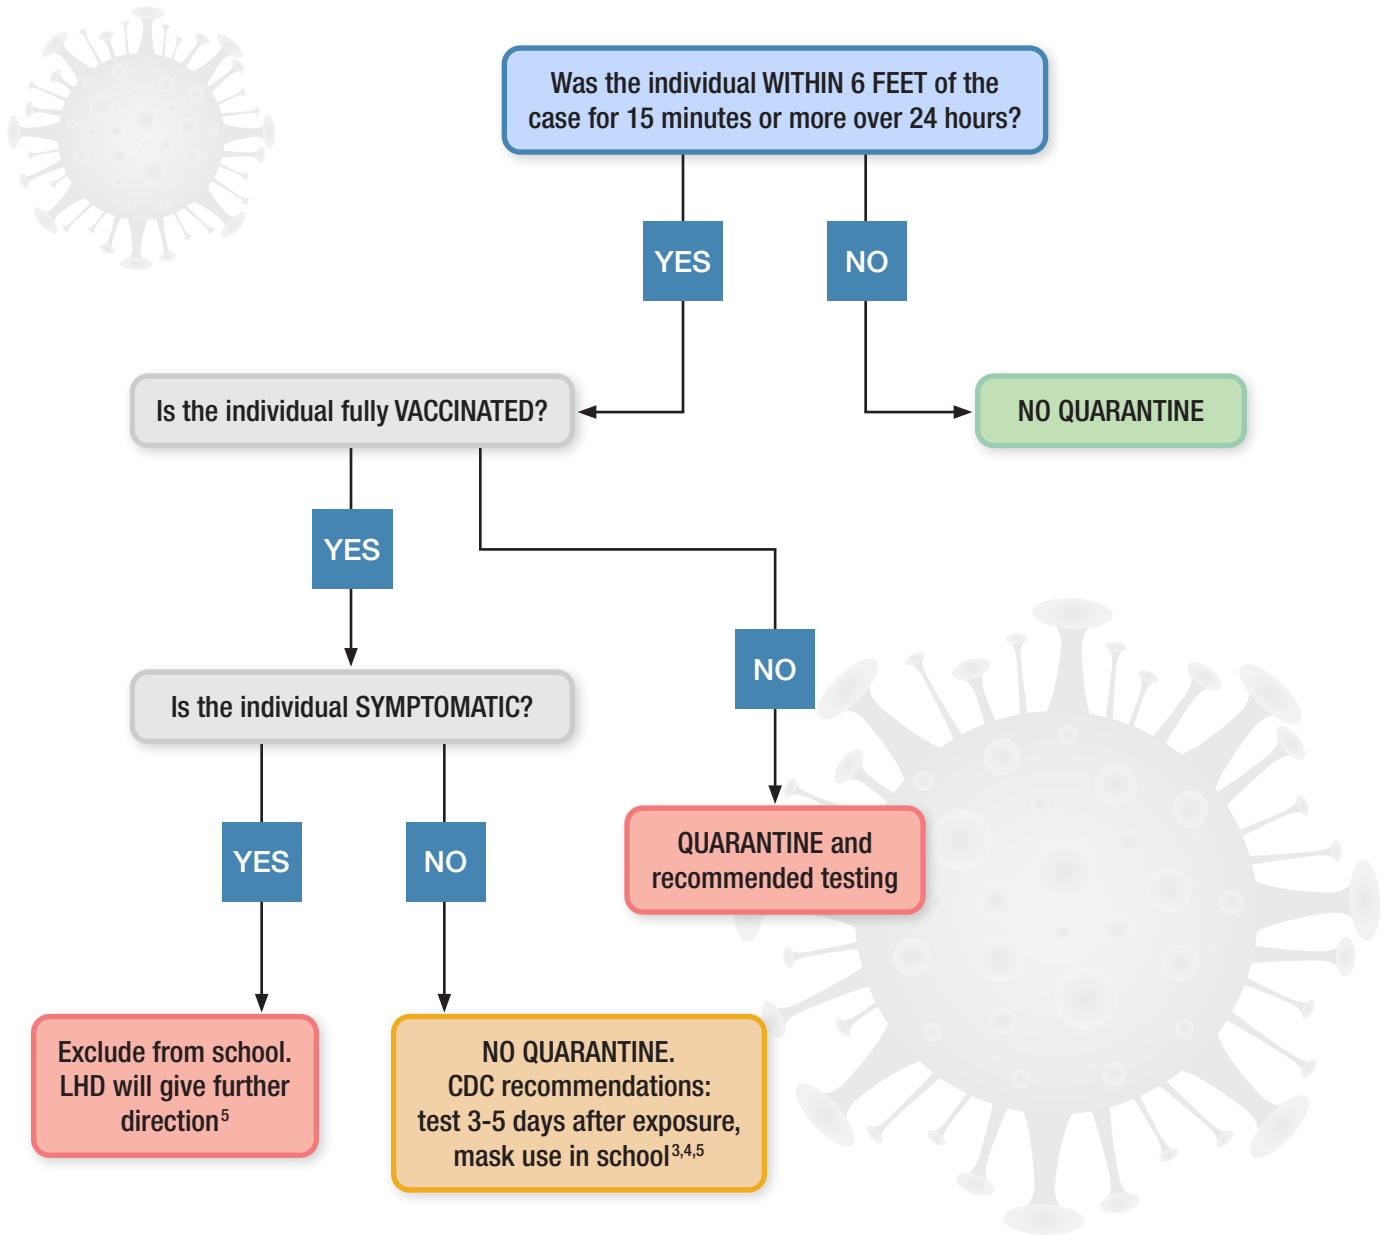 Was the individual WITHIN 6 FEET of the
case for 15 minutes or more over 24 hours?
YES
NO
Is the individual fully VACCINATED?
NO QUARANTINE
YES
NO
Is the individual SYMPTOMATIC?
YES
NO
QUARANTINE and
recommended testing
Exclude from school.
LHD will give further
direction5
NO QUARANTINE.
CDC recommendations:
test 3-5 days after exposure,
mask use in school3,4,5